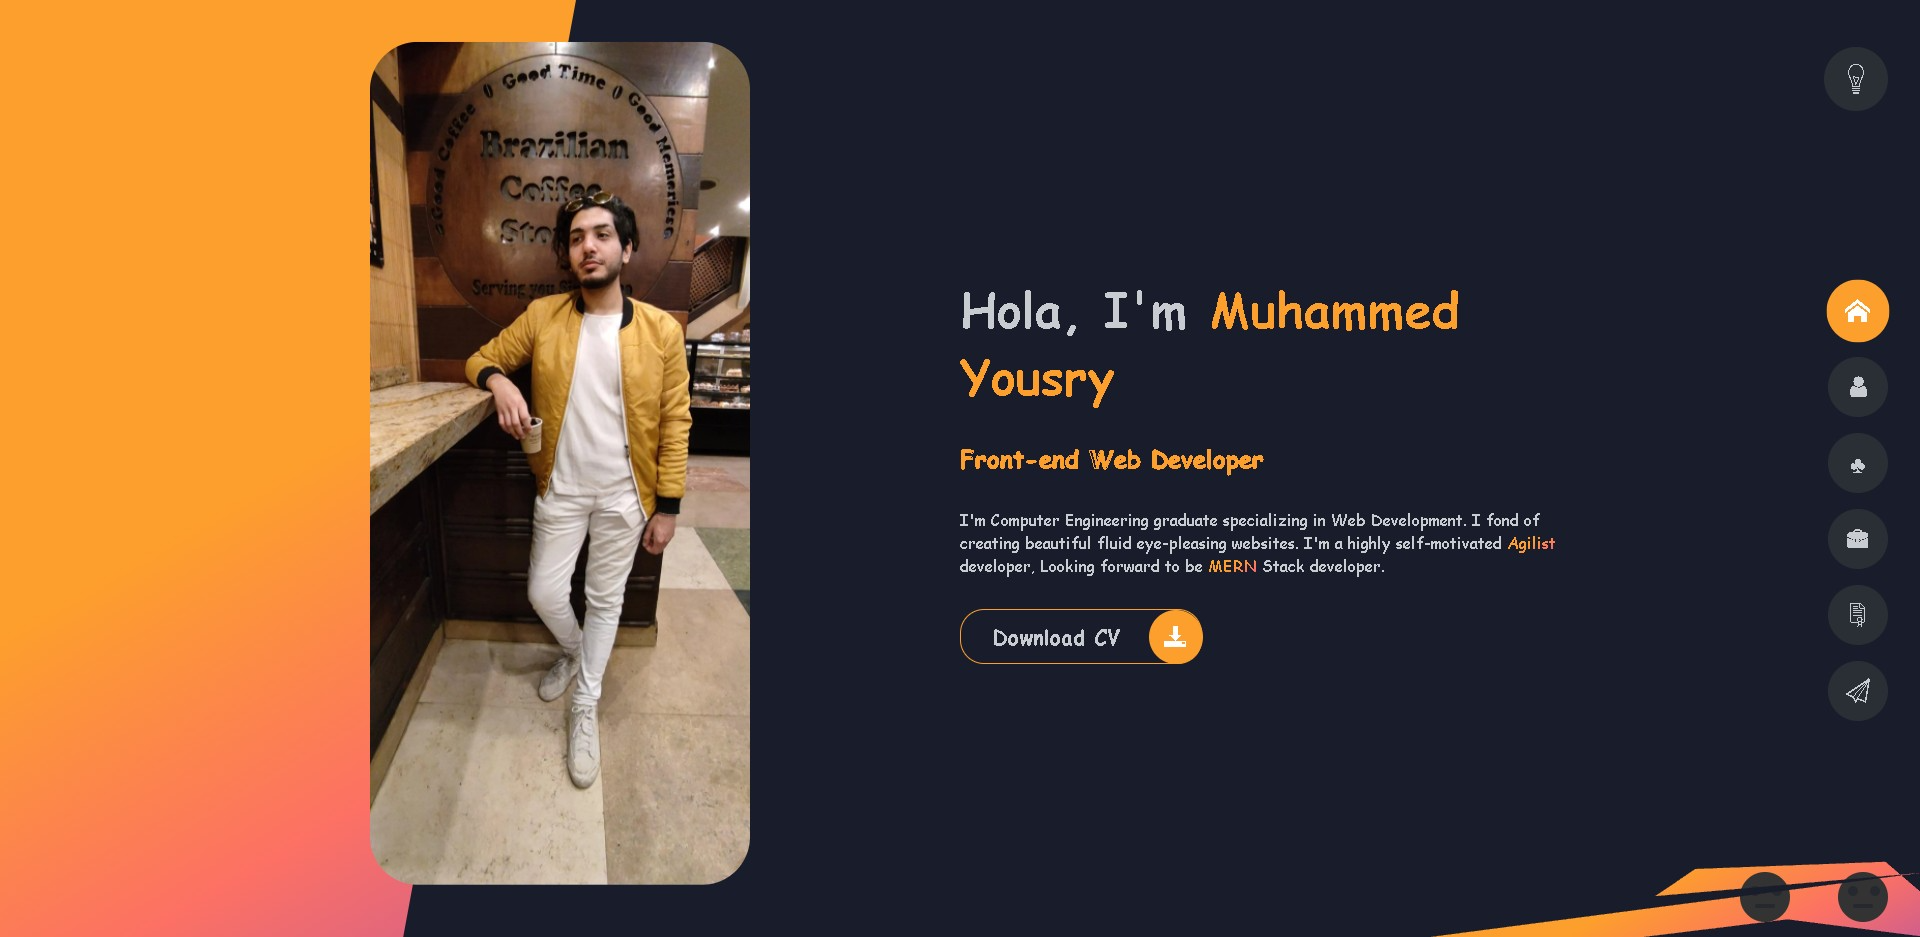 Good Coffee () Good Time () Good Memeries
Brazilian
Coffee
Serving you
Hola, I'm Muhammed
Yousry
Front-end Web Developer
I'm Computer Engineering graduate specializing in Web Development. I fond of
creating beautiful fluid eye-pleasing websites. I'm a highly self-motivated Agilist
developer, Looking forward to be MERN Stack developer.
Download CV